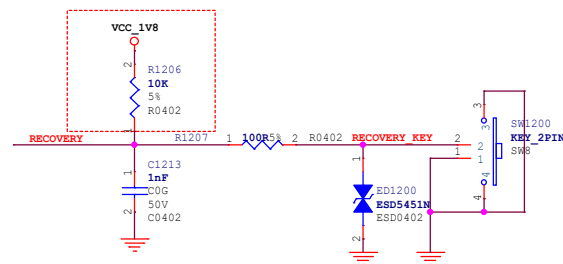 VCC_1V8
2
R1206
10K
5%
R0402
1
RECOVERY
R1207
1
100R
5%
2
R0402
RECOVERY_KEY
1
C1213
1nF
C0G
50V
C0402
2
1
ED1200
ESD5451N
ESD0402
2
3
3
SW1200
KEY_2PIN
SW8
2
2
1
1
4
4